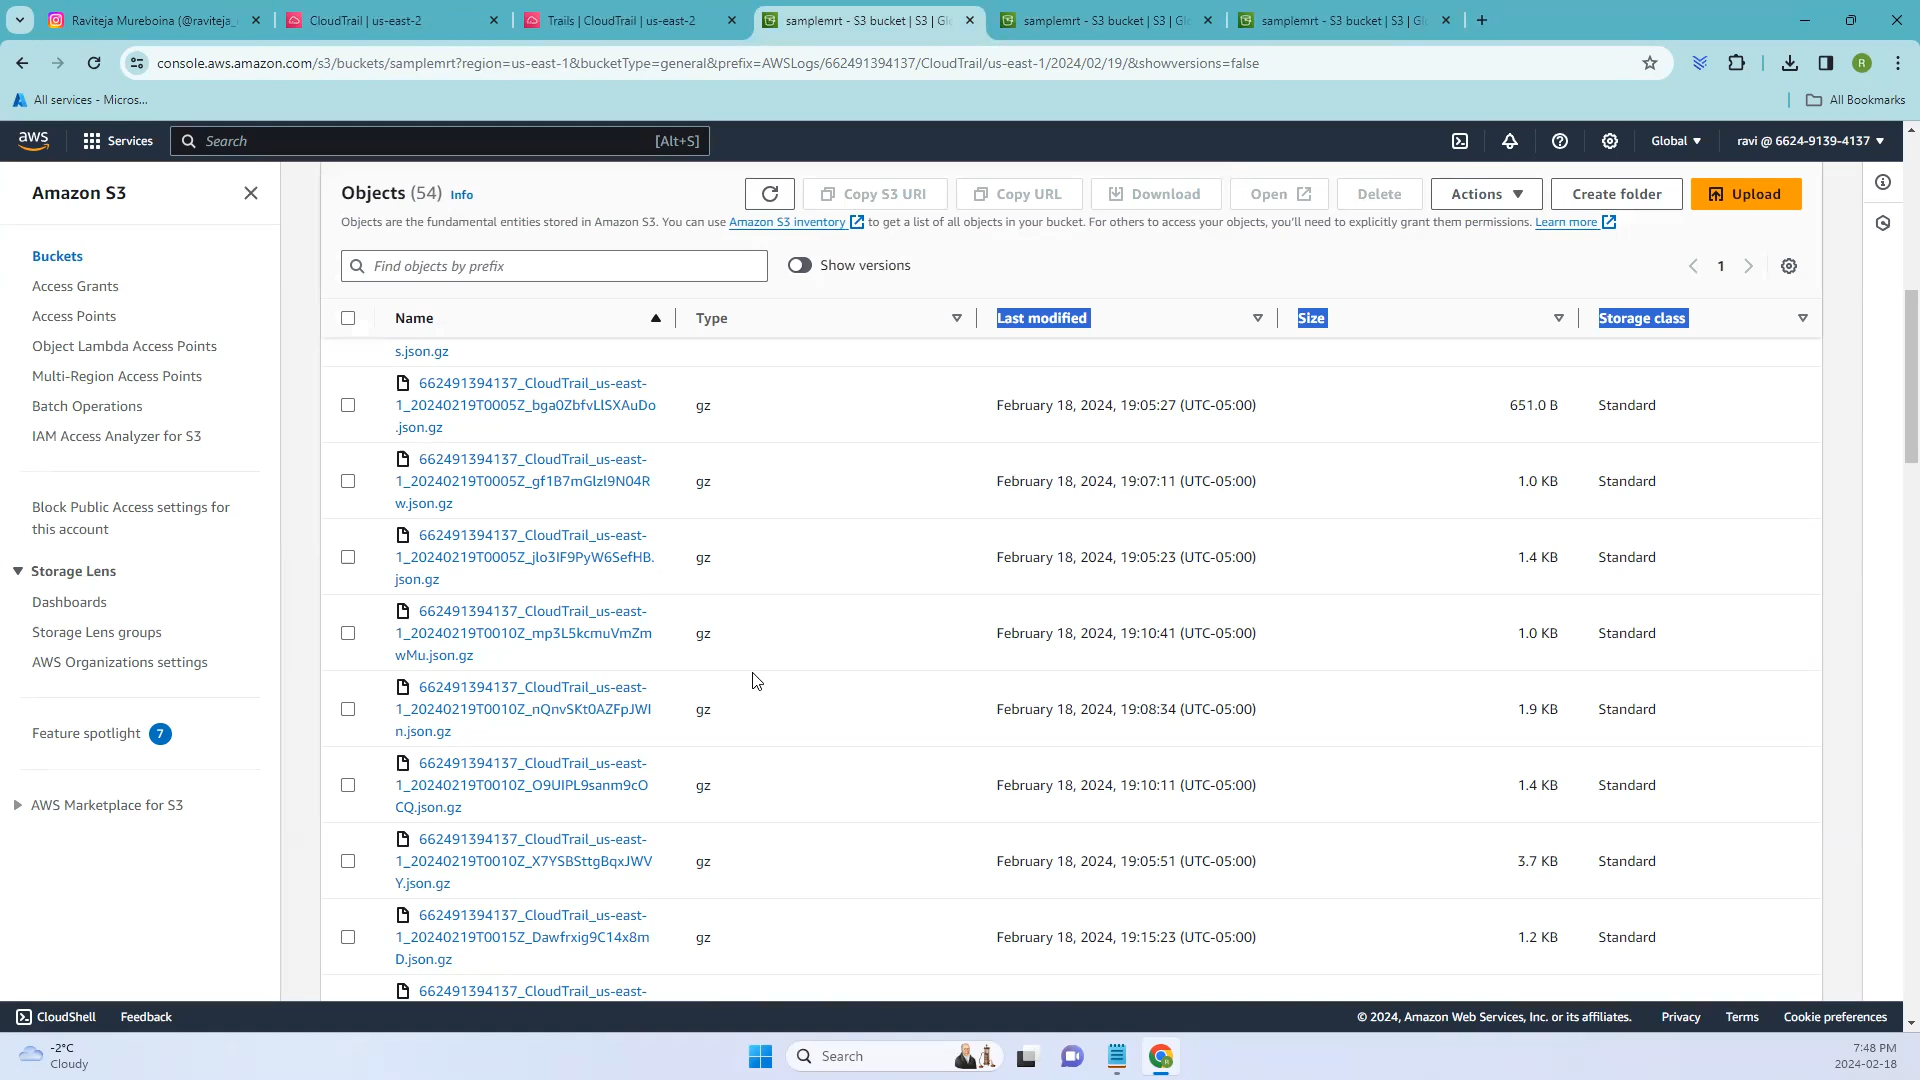 Raviteja Mureboina (@raviteja_
CloudTrail | us-east-2
Trails | CloudTrail | us-east-2
samplemrt - S3 bucket | S3 | Gl
samplemrt - S3 bucket | S3 | Gl
samplemrt - S3 bucket | S3 | Gl
console.aws.amazon.com/s3/buckets/samplemrt?region=us-east-1&bucketType=general&prefix=AWSLogs/662491394137/CloudTrail/us-east-1/2024/02/19/&showversions=false
R
All services - Micros...
All Bookmarks
aws
Services
Search
[Alt+S]
Global
ravi @ 6624-9139-4137
Amazon S3
Buckets
Access Grants
Access Points
Object Lambda Access Points
Multi-Region Access Points
Batch Operations
IAM Access Analyzer for S3
Block Public Access settings for
this account
Storage Lens
Dashboards
Storage Lens groups
AWS Organizations settings
Feature spotlight 7
AWS Marketplace for S3
Objects (54) Info
Copy S3 URI
Copy URL
Download
Open
Delete
Actions
Create folder
Upload
Objects are the fundamental entities stored in Amazon S3. You can use Amazon S3 inventory to get a list of all objects in your bucket. For others to access your objects, you'll need to explicitly grant them permissions. Learn more
Find objects by prefix
Show versions
1
Name Type Last modified Size Storage class
s.json.gz
662491394137_CloudTrail_us-east-
1_20240219T0005Z_bga0ZbfvLlSXAuDo gz February 18, 2024, 19:05:27 (UTC-05:00) 651.0 B Standard
.json.gz
662491394137_CloudTrail_us-east-
1_20240219T0005Z_gf1B7mGlzl9N04R gz February 18, 2024, 19:07:11 (UTC-05:00) 1.0 KB Standard
w.json.gz
662491394137_CloudTrail_us-east-
1_20240219T0005Z_jlo3IF9PyW6SefHB. gz February 18, 2024, 19:05:23 (UTC-05:00) 1.4 KB Standard
json.gz
662491394137_CloudTrail_us-east-
1_20240219T0010Z_mp3L5kcmuVmZm gz February 18, 2024, 19:10:41 (UTC-05:00) 1.0 KB Standard
wMu.json.gz
662491394137_CloudTrail_us-east-
1_20240219T0010Z_nQnvSKt0AZFpJWI gz February 18, 2024, 19:08:34 (UTC-05:00) 1.9 KB Standard
n.json.gz
662491394137_CloudTrail_us-east-
1_20240219T0010Z_O9UIPL9sanm9cO gz February 18, 2024, 19:10:11 (UTC-05:00) 1.4 KB Standard
CQ.json.gz
662491394137_CloudTrail_us-east-
1_20240219T0010Z_X7YSBSttgBqxJWV gz February 18, 2024, 19:05:51 (UTC-05:00) 3.7 KB Standard
Y.json.gz
662491394137_CloudTrail_us-east-
1_20240219T0015Z_Dawfrxig9C14x8m gz February 18, 2024, 19:15:23 (UTC-05:00) 1.2 KB Standard
D.json.gz
662491394137_CloudTrail_us-east-
CloudShell
Feedback
© 2024, Amazon Web Services, Inc. or its affiliates.
Privacy
Terms
Cookie preferences
-2°C
Cloudy
Search
7:48 PM
2024-02-18